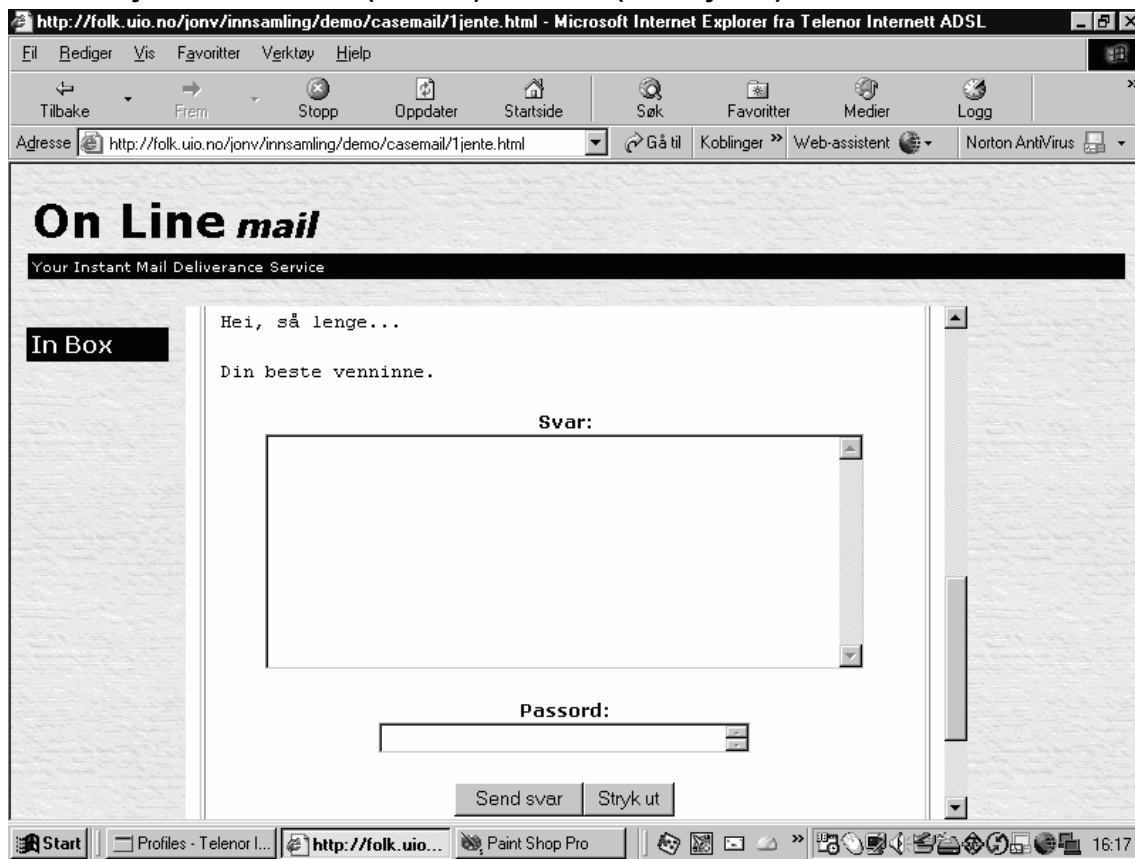 http://folk.uio.no/jonv/innsamling/demo/casemail/1jente.html - Microsoft Internet Explorer fra Telenor Internett ADSL
Fil Rediger Vis Favoritter Verktøy Hjelp
Tilbake Frem Stopp Oppdater Startside Søk Favoritter Medier Logg
Adresse http://folk.uio.no/jonv/innsamling/demo/casemail/1jente.html Gå til Koblinger » Web-assistent Norton AntiVirus
On Line mail
Your Instant Mail Deliverance Service
In Box
Hei, så lenge...
Din beste venninne.
Svar:
Passord:
Send svar Stryk ut
Start Profiles - Telenor I... http://folk.uio... Paint Shop Pro » 16:17